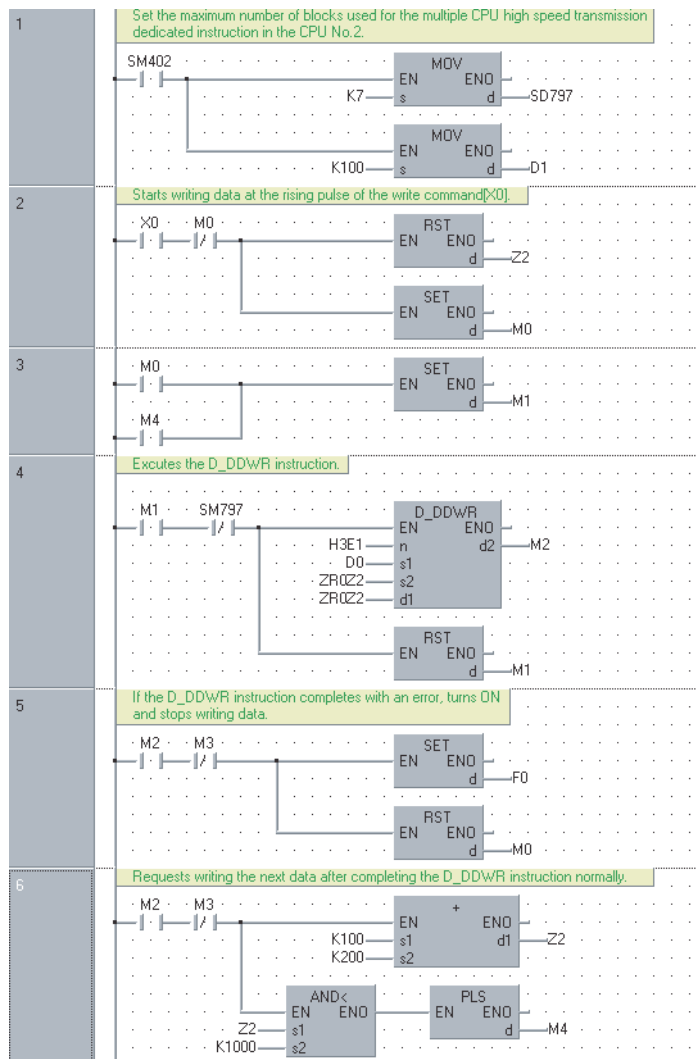 1
Set the maximum number of blocks used for the multiple CPU high speed transmission
dedicated instruction in the CPU No.2.
SM402
MOV
EN ENO
K7 s d SD797
MOV
EN ENO
K100 s d D1
2
Starts writing data at the rising pulse of the write command[X0].
X0 M0
RST
EN ENO
d Z2
SET
EN ENO
d M0
3
M0
SET
EN ENO
d M1
M4
4
Excutes the D_DDWR instruction.
M1 SM797
D_DDWR
EN ENO
H3E1 n d2 M2
D0 s1
ZR0Z2 s2
ZR0Z2 d1
RST
EN ENO
d M1
5
If the D_DDWR instruction completes with an error, turns ON
and stops writing data.
M2 M3
SET
EN ENO
d F0
RST
EN ENO
d M0
6
Requests writing the next data after completing the D_DDWR instruction normally.
M2 M3
+
EN ENO
K100 s1 d1 Z2
K200 s2
AND< PLS
EN ENO EN ENO
Z2 s1 d M4
K1000 s2